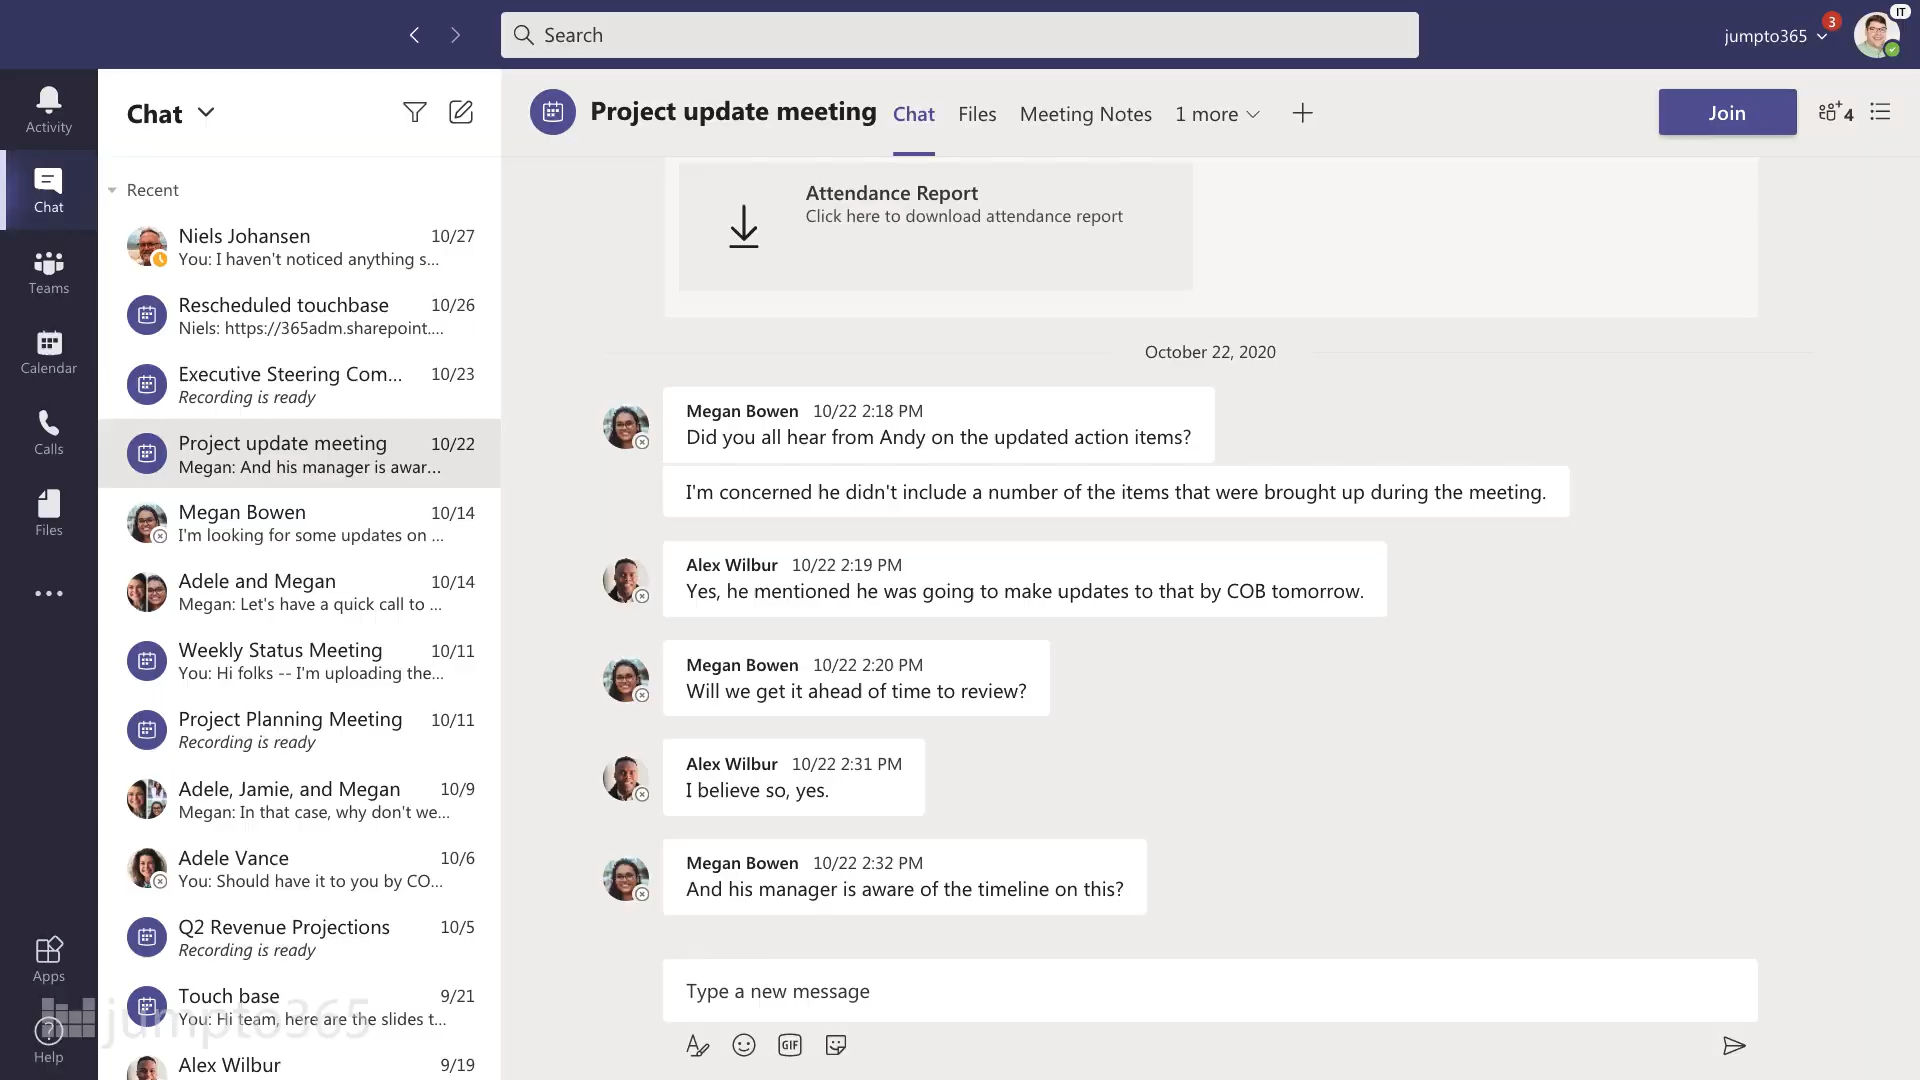 Search
jumpto365
3
IT
Activity
Chat
Teams
Calendar
Calls
Files
Apps
Help
Chat
Recent
Niels Johansen 10/27
You: I haven't noticed anything s...
Rescheduled touchbase 10/26
Niels: https://365adm.sharepoint....
Executive Steering Com... 10/23
Recording is ready
Project update meeting 10/22
Megan: And his manager is awar...
Megan Bowen 10/14
I'm looking for some updates on ...
Adele and Megan 10/14
Megan: Let's have a quick call to ...
Weekly Status Meeting 10/11
You: Hi folks -- I'm uploading the...
Project Planning Meeting 10/11
Recording is ready
Adele, Jamie, and Megan 10/9
Megan: In that case, why don't we...
Adele Vance 10/6
You: Should have it to you by CO...
Q2 Revenue Projections 10/5
Recording is ready
Touch base 9/21
You: Hi team, here are the slides t...
Alex Wilbur 9/19
jumpto365
Project update meeting Chat Files Meeting Notes 1 more
Join 4
Attendance Report
Click here to download attendance report
October 22, 2020
Megan Bowen 10/22 2:18 PM
Did you all hear from Andy on the updated action items?
I'm concerned he didn't include a number of the items that were brought up during the meeting.
Alex Wilbur 10/22 2:19 PM
Yes, he mentioned he was going to make updates to that by COB tomorrow.
Megan Bowen 10/22 2:20 PM
Will we get it ahead of time to review?
Alex Wilbur 10/22 2:31 PM
I believe so, yes.
Megan Bowen 10/22 2:32 PM
And his manager is aware of the timeline on this?
Type a new message
GIF